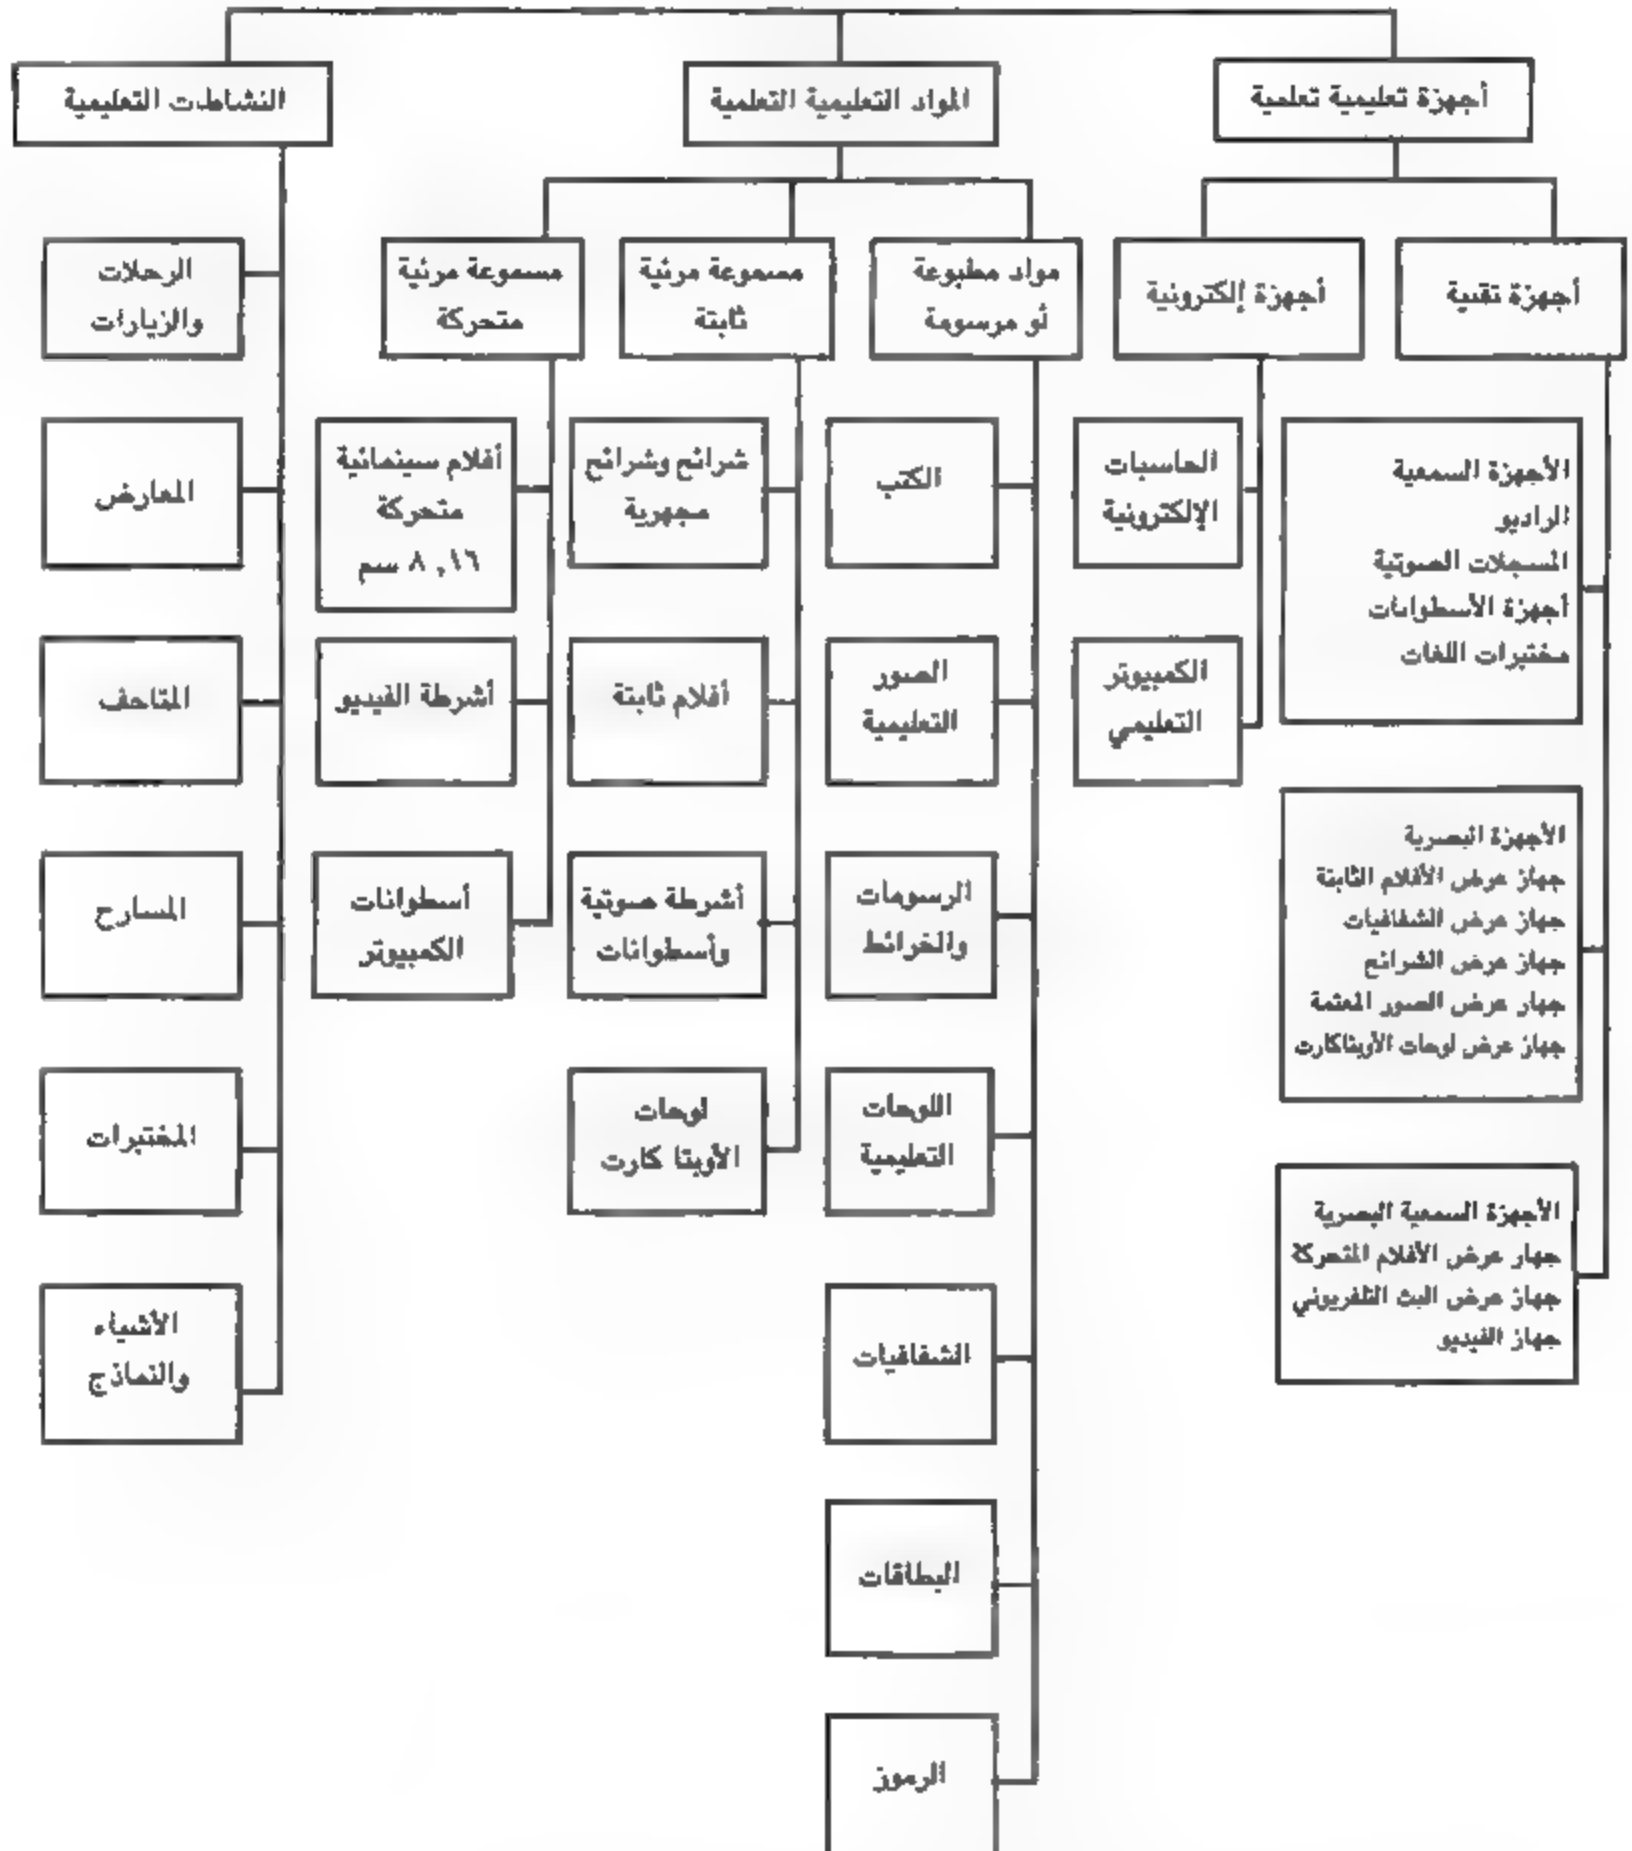 أجهزة تعليمية تعلمية
المواد التعليمية التعلمية
النشاطات التعليمية
أجهزة تقنية
أجهزة إلكترونية
مواد مطبوعة
أو مرسومة
مسموعة مرئية
ثابتة
مسموعة مرئية
متحركة
الأجهزة السمعية
الراديو
المسجلات الصوتية
أجهزة الأسطوانات
مختبرات اللغات
الأجهزة البصرية
جهاز عرض الأفلام الثابتة
جهاز عرض الشفافيات
جهاز عرض الشرائح
جهاز عرض الصور المعتمة
جهاز عرض لوحات الأوبتاكارت
الأجهزة السمعية البصرية
جهاز عرض الأفلام المتحركة
جهاز عرض البث التلفزيوني
جهاز الفيديو
الحاسبات
الإلكترونية
الكمبيوتر
التعليمي
الكتب
الصور
التعليمية
الرسومات
والخرائط
اللوحات
التعليمية
الشفافيات
البطاقات
الرموز
شرائح وشرائح
مجهرية
أفلام ثابتة
أشرطة صوتية
وأسطوانات
لوحات
الأوبتا كارت
أفلام سينمائية
متحركة
١٦, ٨ سم
أشرطة الفيديو
أسطوانات
الكمبيوتر
الرحلات
والزيارات
المعارض
المتاحف
المسارح
المختبرات
الأشياء
والنماذج